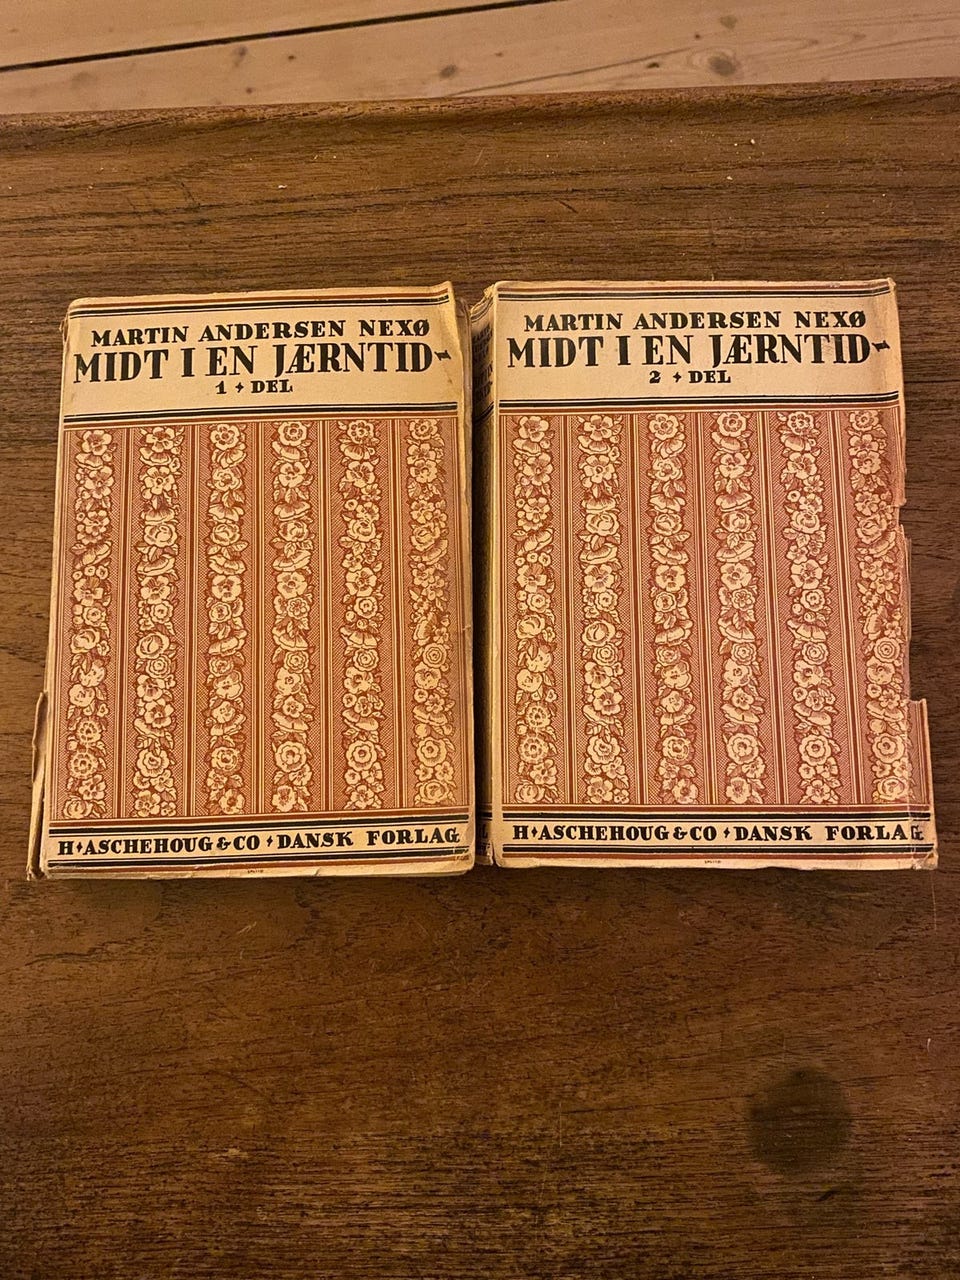 MARTIN ANDERSEN NEXØ
MIDT I EN JÆRNTID-
1 + DEL
H+ASCHEHOUG & CO + DANSK FORLAG
MARTIN ANDERSEN NEXØ
MIDT I EN JÆRNTID-
2 + DEL
H+ASCHEHOUG & CO + DANSK FORLAG